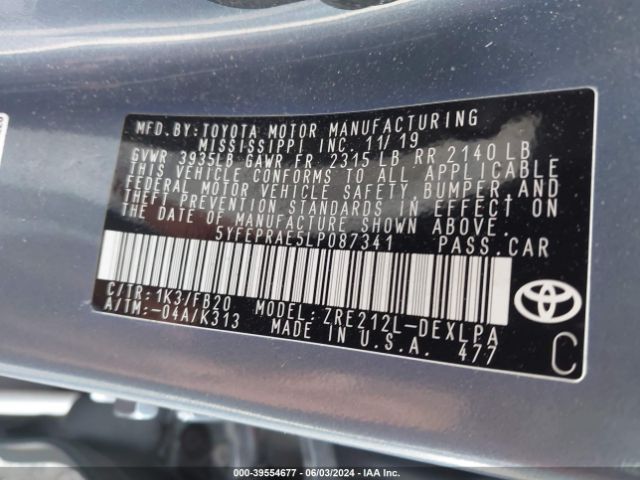 MFD. BY: TOYOTA MOTOR MANUFACTURING
MISSISSIPPI INC. 11/19
GVWR 3935LB GAWR FR 2315 LB RR 2140 LB
THIS VEHICLE CONFORMS TO ALL APPLICABLE
FEDERAL MOTOR VEHICLE SAFETY, BUMPER AND
THEFT PREVENTION STANDARDS IN EFFECT ON
THE DATE OF MANUFACTURE SHOWN ABOVE.
5YFEPRAE5LP087341 PASS.CAR
C/TR: 1K3/FB20 MODEL: ZRE212L-DEXLPA
A/TM:-04A/K313 MADE IN U.S.A. 477
C
000-39554677 - 06/03/2024 - IAA Inc.